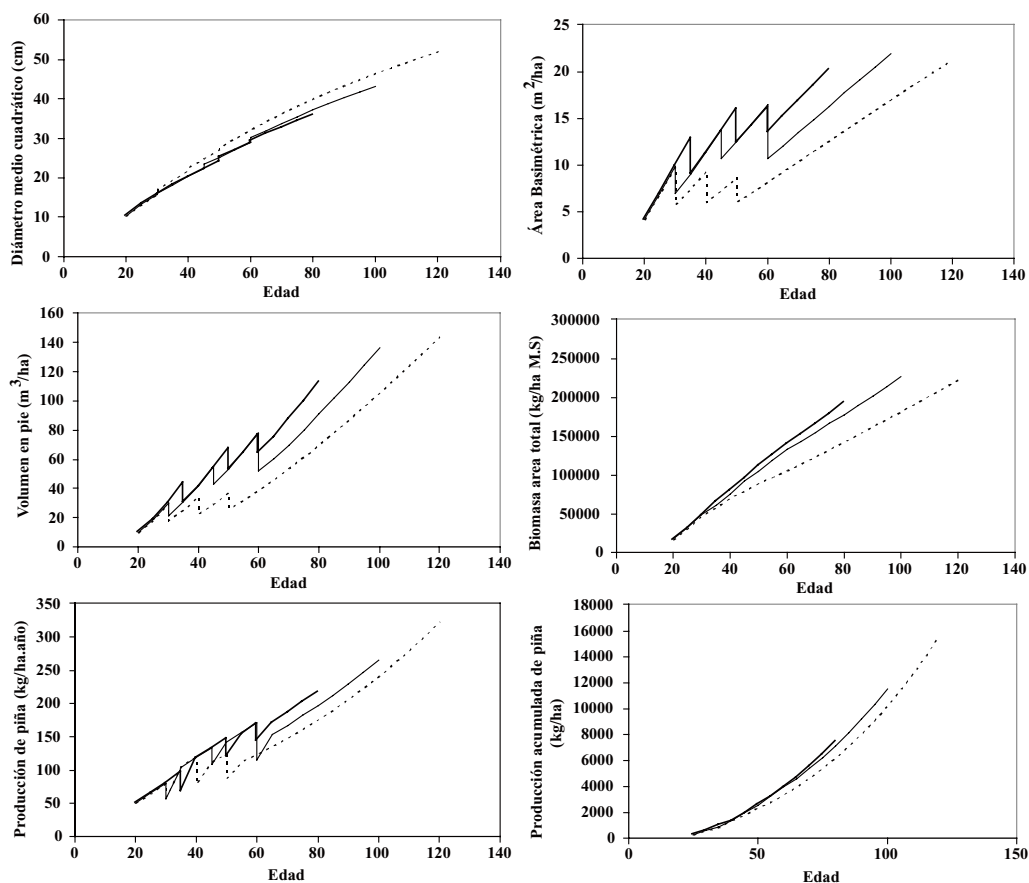 Diámetro medio cuadrático (cm)
60
50
40
30
20
10
0
0 20 40 60 80 100 120 140
Edad
Área Basimétrica (m2/ha)
25
20
15
10
5
0
0 20 40 60 80 100 120 140
Edad
Volumen en pie (m3/ha)
160
140
120
100
80
60
40
20
0
0 20 40 60 80 100 120 140
Edad
Biomasa area total (kg/ha M.S)
300000
250000
200000
150000
100000
50000
0
0 20 40 60 80 100 120 140
Edad
Producción de piña (kg/ha.año)
350
300
250
200
150
100
50
0
0 20 40 60 80 100 120 140
Edad
Producción acumulada de piña
(kg/ha)
18000
16000
14000
12000
10000
8000
6000
4000
2000
0
0 50 100 150
Edad